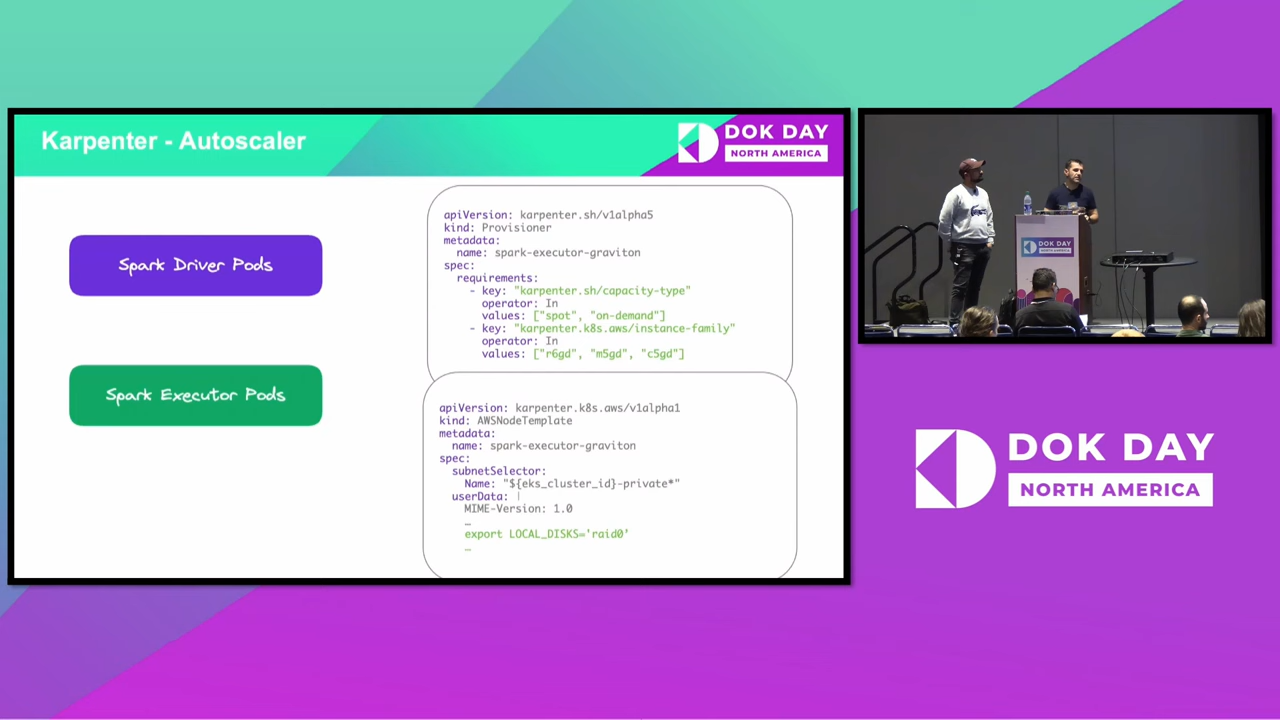 Karpenter - Autoscaler
DOK DAY
NORTH AMERICA
Spark Driver Pods
Spark Executor Pods
apiVersion: karpenter.sh/v1alpha5
kind: Provisioner
metadata:
  name: spark-executor-graviton
spec:
  requirements:
    - key: "karpenter.sh/capacity-type"
      operator: In
      values: ["spot", "on-demand"]
    - key: "karpenter.k8s.aws/instance-family"
      operator: In
      values: ["r6gd", "m5gd", "c5gd"]
apiVersion: karpenter.k8s.aws/v1alpha1
kind: AWSNodeTemplate
metadata:
  name: spark-executor-graviton
spec:
  subnetSelector:
    Name: "${eks_cluster_id}-private*"
  userData: |
    MIME-Version: 1.0
    …
    export LOCAL_DISKS='raid0'
    …
DOK DAY
NORTH AMERICA
DOK DAY
NORTH AMERICA